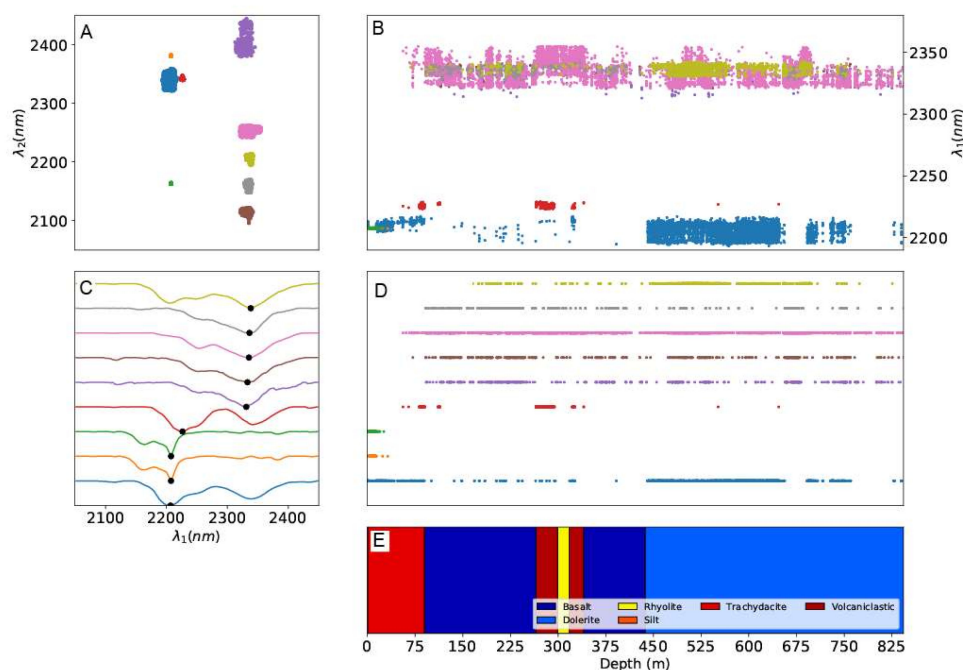 A
2400
2300
2200
2100
λ₂(nm)
B
2350
2300
2250
2200
λ₁(nm)
C
2100 2200 2300 2400
λ₁(nm)
D
E
Basalt Rhyolite Trachydacite Volcaniclastic
Dolerite Silt
0 75 150 225 300 375 450 525 600 675 750 825
Depth (m)